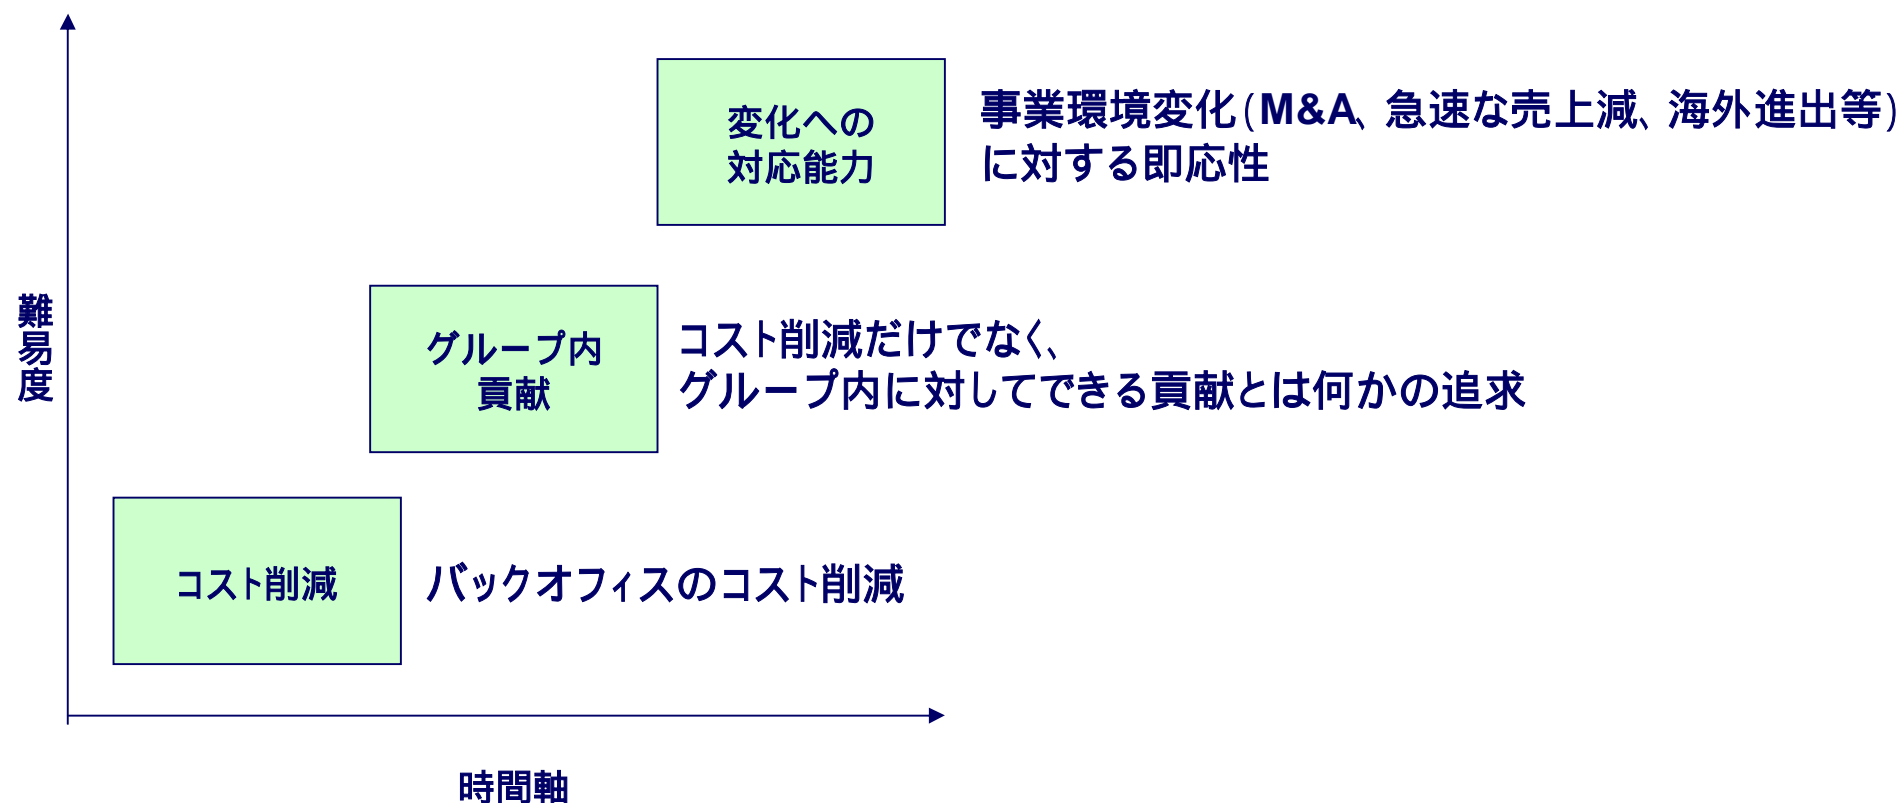 変化への
対応能力
事業環境変化(M&A、急速な売上減、海外進出等)
に対する即応性
難易度
グループ内
貢献
コスト削減だけでなく、
グループ内に対してできる貢献とは何かの追求
コスト削減
バックオフィスのコスト削減
時間軸